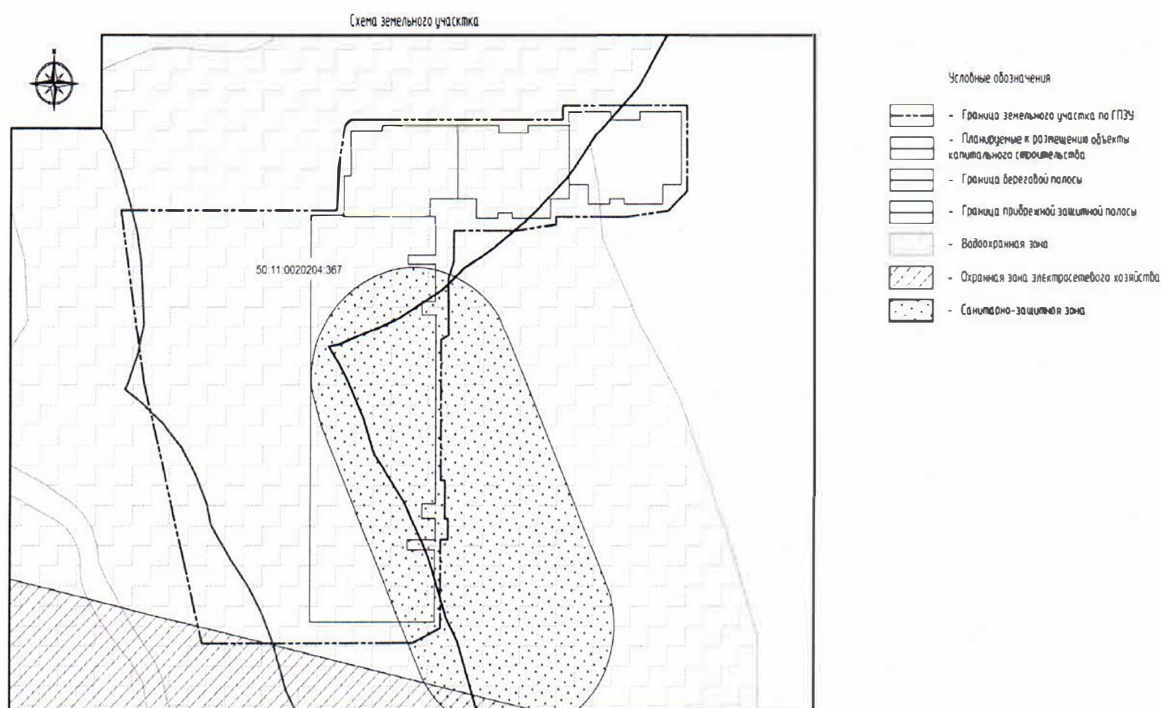 Схема земельного учасктка
Условные обозначения
- Граница земельного участка по ГПЗУ
- Планируемые к размещению объекты
капитального строительства
- Граница береговой полосы
- Граница прибрежной защитной полосы
- Водоохранная зона
- Охранная зона электросетевого хозяйства
- Санитарно-защитная зона
50:11:0020204:367